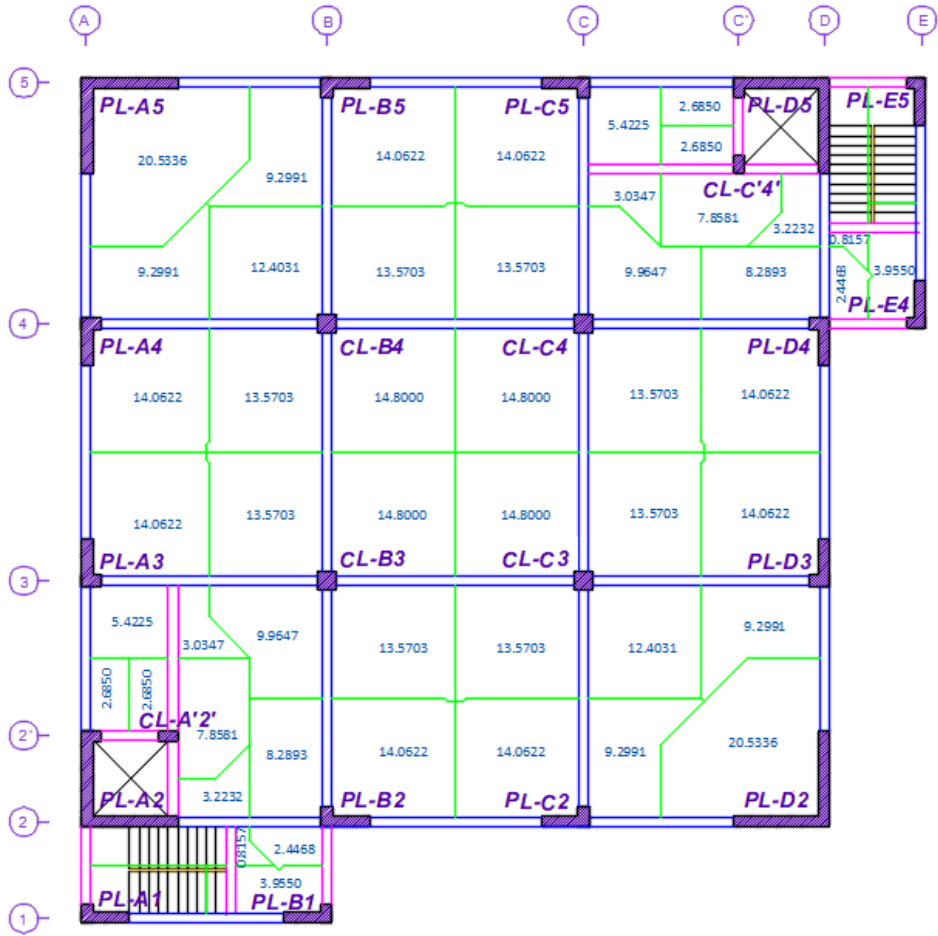 A B C C' D E
5
PL-A5 PL-B5 PL-C5 PL-D5 PL-E5
5.4225 2.6850
20.5336 14.0622 14.0622
2.6850
9.2991
3.0347 CL-C'4'
7.8581 3.2232
0.8157
9.2991 12.4031 13.5703 13.5703 9.9647 8.2893 2.4468 3.9550
PL-E4
4
PL-A4 CL-B4 CL-C4 PL-D4
14.0622 13.5703 14.8000 14.8000 13.5703 14.0622
14.0622 13.5703 14.8000 14.8000 13.5703 14.0622
PL-A3 CL-B3 CL-C3 PL-D3
3
5.4225 3.0347 9.9647 13.5703 13.5703 12.4031 9.2991
2.6850 2.6850
CL-A'2'
2'
7.8581 8.2893 14.0622 14.0622 9.2991 20.5336
3.2232
PL-A2 PL-B2 PL-C2 PL-D2
2
0.8157 2.4468
3.9550
PL-A1 PL-B1
1